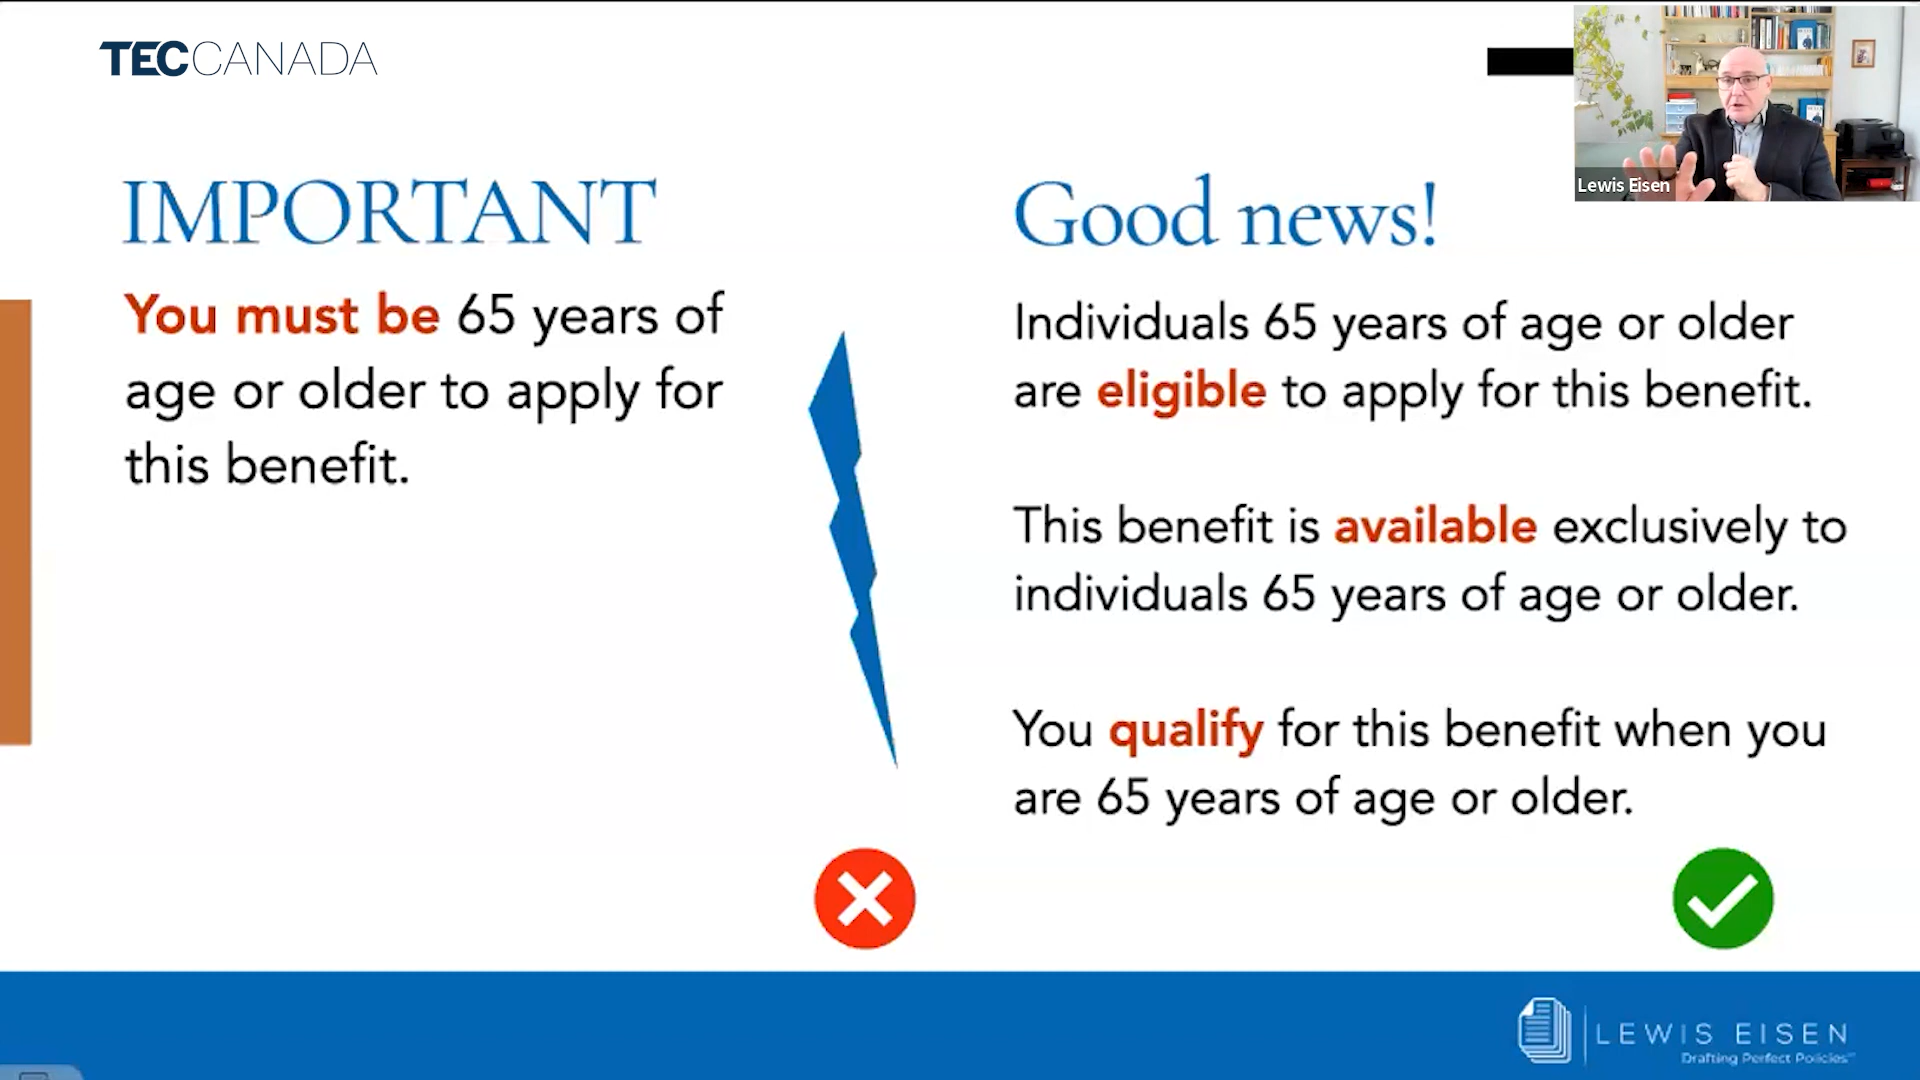 TECCANADA
Lewis Eisen
IMPORTANT
You must be 65 years of
age or older to apply for
this benefit.
Good news!
Individuals 65 years of age or older
are eligible to apply for this benefit.
This benefit is available exclusively to
individuals 65 years of age or older.
You qualify for this benefit when you
are 65 years of age or older.
LEWIS EISEN
Drafting Perfect Policies